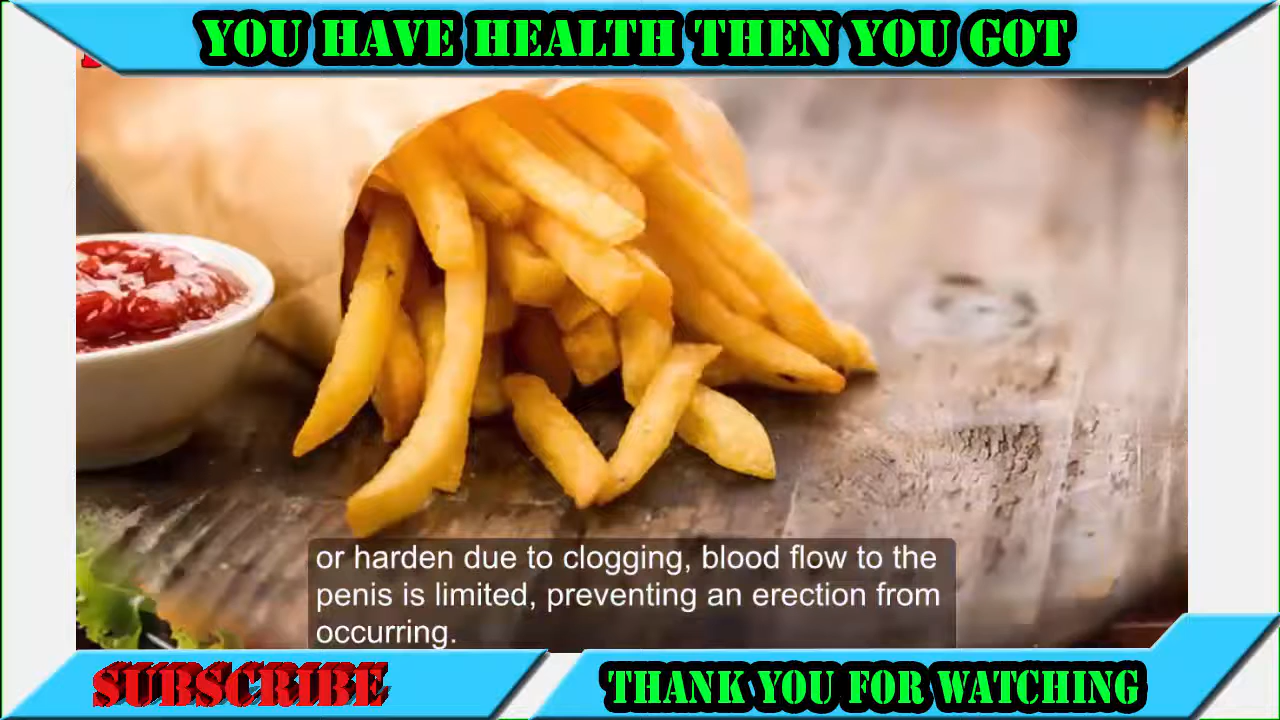 YOU HAVE HEALTH THEN YOU GOT
or harden due to clogging, blood flow to the
penis is limited, preventing an erection from
occurring.
SUBSCRIBE
THANK YOU FOR WATCHING